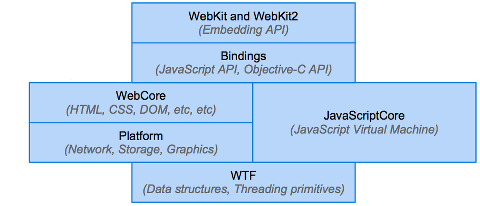 WebKit and WebKit2
(Embedding API)
Bindings
(JavaScript API, Objective-C API)
WebCore
(HTML, CSS, DOM, etc, etc)
JavaScriptCore
(JavaScript Virtual Machine)
Platform
(Network, Storage, Graphics)
WTF
(Data structures, Threading primitives)